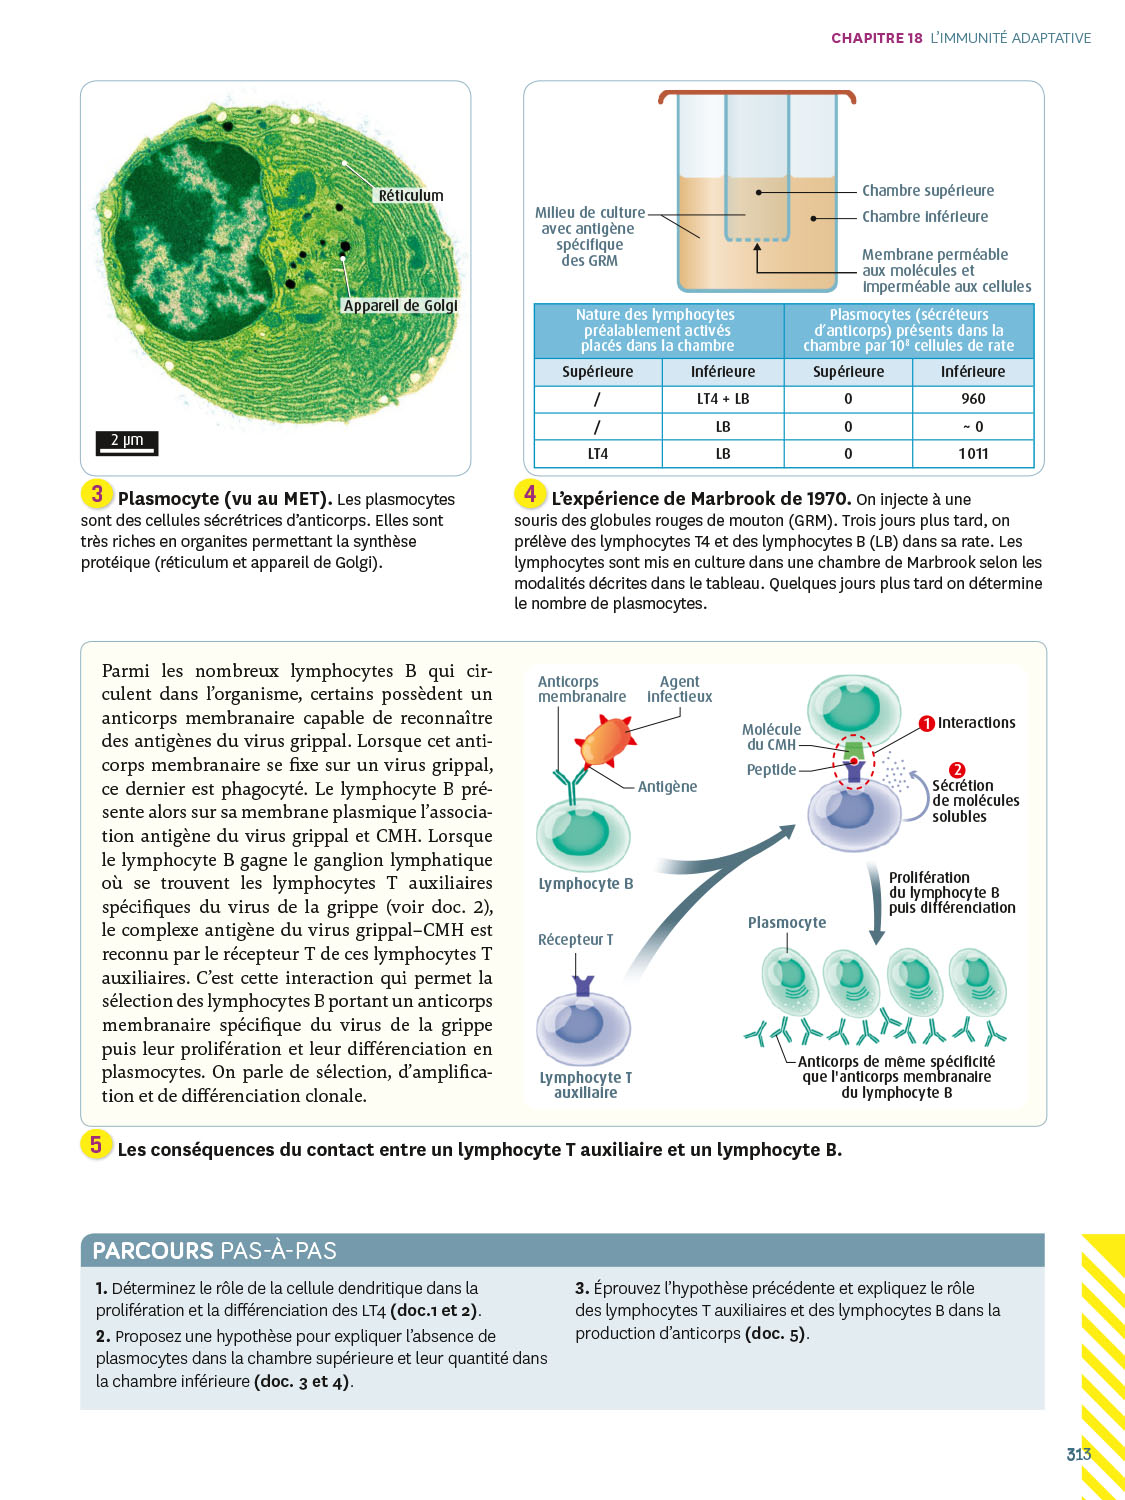 CHAPITRE 18 L'IMMUNITÉ ADAPTATIVE
Réticulum
Appareil de Golgi
2 µm
3 Plasmocyte (vu au MET). Les plasmocytes
sont des cellules sécrétrices d'anticorps. Elles sont
très riches en organites permettant la synthèse
protéique (réticulum et appareil de Golgi).
Milieu de culture
avec antigène
spécifique
des GRM
Chambre supérieure
Chambre inférieure
Membrane perméable
aux molécules et
imperméable aux cellules
Nature des lymphocytes
préalablement activés
placés dans la chambre
Plasmocytes (sécréteurs
d'anticorps) présents dans la
chambre par 10⁸ cellules de rate
Supérieure Inférieure Supérieure Inférieure
/ LT4 + LB 0 960
/ LB 0 ~ 0
LT4 LB 0 1 011
4 L'expérience de Marbrook de 1970. On injecte à une
souris des globules rouges de mouton (GRM). Trois jours plus tard, on
prélève des lymphocytes T4 et des lymphocytes B (LB) dans sa rate. Les
lymphocytes sont mis en culture dans une chambre de Marbrook selon les
modalités décrites dans le tableau. Quelques jours plus tard on détermine
le nombre de plasmocytes.
Parmi les nombreux lymphocytes B qui cir-
culent dans l'organisme, certains possèdent un
anticorps membranaire capable de reconnaître
des antigènes du virus grippal. Lorsque cet anti-
corps membranaire se fixe sur un virus grippal,
ce dernier est phagocyté. Le lymphocyte B pré-
sente alors sur sa membrane plasmique l'associa-
tion antigène du virus grippal et CMH. Lorsque
le lymphocyte B gagne le ganglion lymphatique
où se trouvent les lymphocytes T auxiliaires
spécifiques du virus de la grippe (voir doc. 2),
le complexe antigène du virus grippal–CMH est
reconnu par le récepteur T de ces lymphocytes T
auxiliaires. C'est cette interaction qui permet la
sélection des lymphocytes B portant un anticorps
membranaire spécifique du virus de la grippe
puis leur prolifération et leur différenciation en
plasmocytes. On parle de sélection, d'amplifica-
tion et de différenciation clonale.
Anticorps
membranaire
Agent
infectieux
Antigène
Lymphocyte B
Récepteur T
Lymphocyte T
auxiliaire
Molécule
du CMH
Peptide
1 Interactions
2
Sécrétion
de molécules
solubles
Prolifération
du lymphocyte B
puis différenciation
Plasmocyte
Anticorps de même spécificité
que l'anticorps membranaire
du lymphocyte B
5 Les conséquences du contact entre un lymphocyte T auxiliaire et un lymphocyte B.
PARCOURS PAS-À-PAS
1. Déterminez le rôle de la cellule dendritique dans la
prolifération et la différenciation des LT4 (doc.1 et 2).
2. Proposez une hypothèse pour expliquer l'absence de
plasmocytes dans la chambre supérieure et leur quantité dans
la chambre inférieure (doc. 3 et 4).
3. Éprouvez l'hypothèse précédente et expliquez le rôle
des lymphocytes T auxiliaires et des lymphocytes B dans la
production d'anticorps (doc. 5).
313